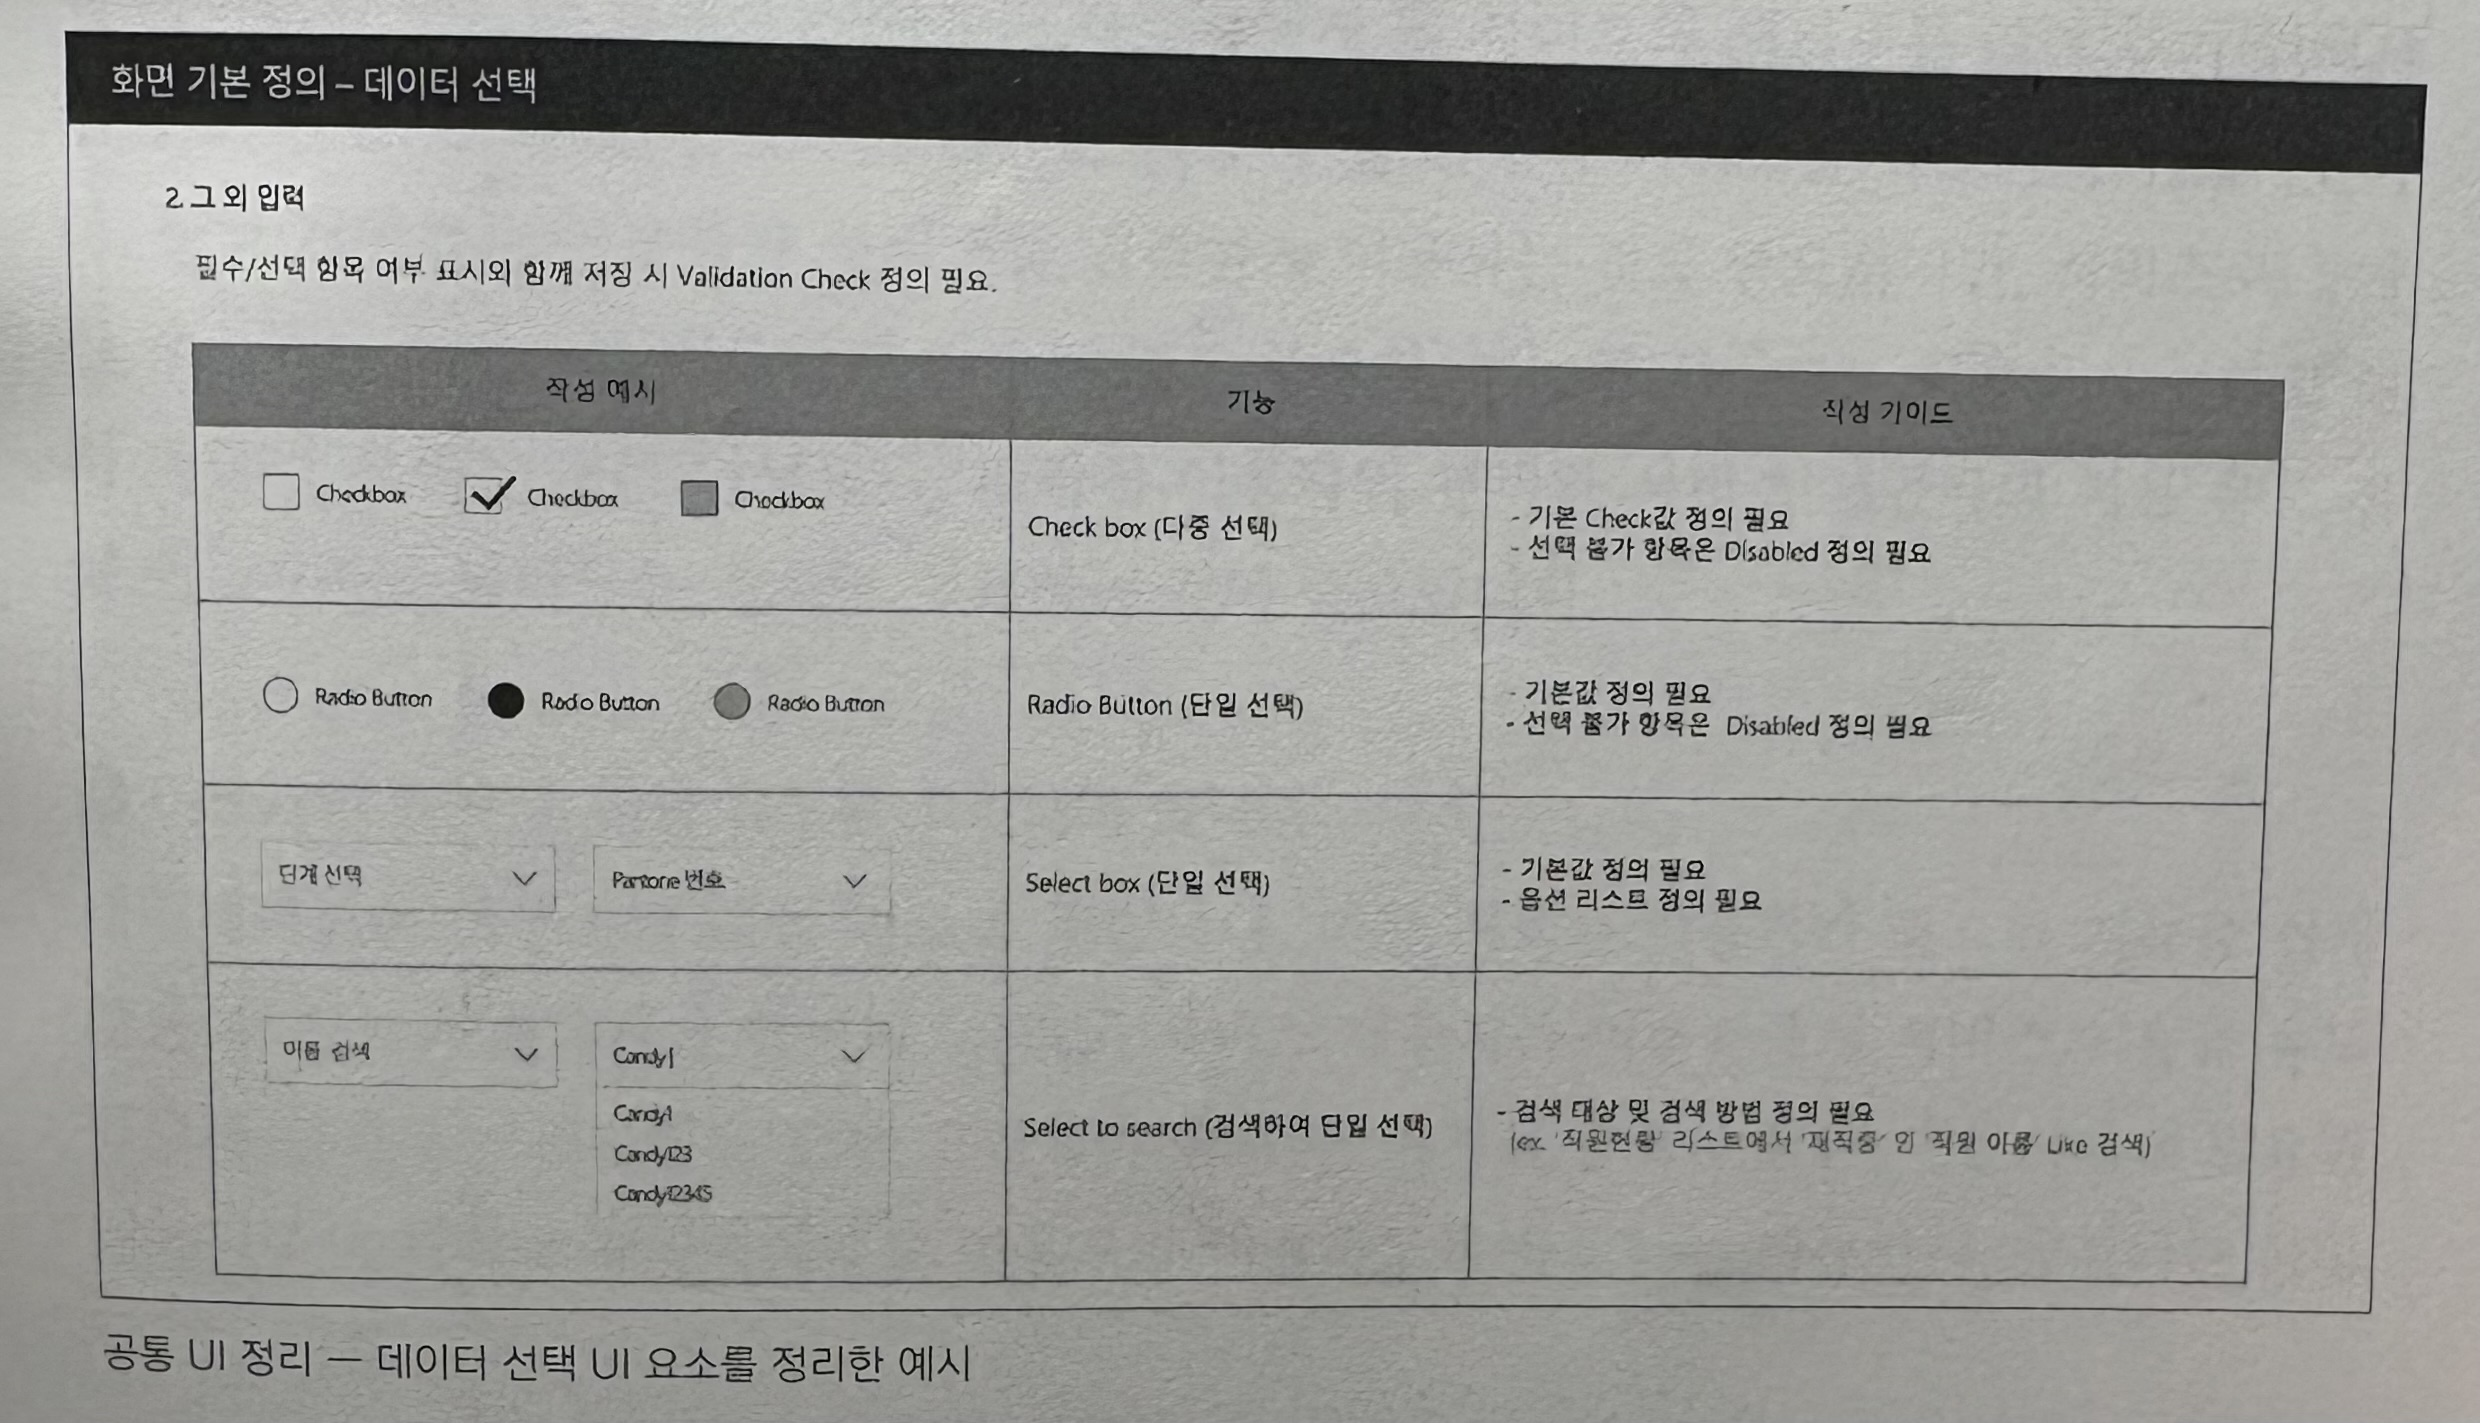 화면 기본 정의 – 데이터 선택
2. 그 외 입력
필수/선택 항목 여부 표시와 함께 저장 시 Validation Check 정의 필요.
작성 예시
기능
작성 가이드
Checkbox
Checkbox
Checkbox
Check box (다중 선택)
- 기본 Check값 정의 필요
- 선택 불가 항목은 Disabled 정의 필요
Radio Button
Radio Button
Radio Button
Radio Button (단일 선택)
- 기본값 정의 필요
- 선택 불가 항목은 Disabled 정의 필요
단계 선택
Pantone 번호
Select box (단일 선택)
- 기본값 정의 필요
- 옵션 리스트 정의 필요
이름 검색
Candy|
Candy1
Candy123
Candy12345
Select to search (검색하여 단일 선택)
- 검색 대상 및 검색 방법 정의 필요
(ex. '직원현황' 리스트에서 '재직중' 인 '직원 이름' Like 검색)
공통 UI 정리 — 데이터 선택 UI 요소를 정리한 예시